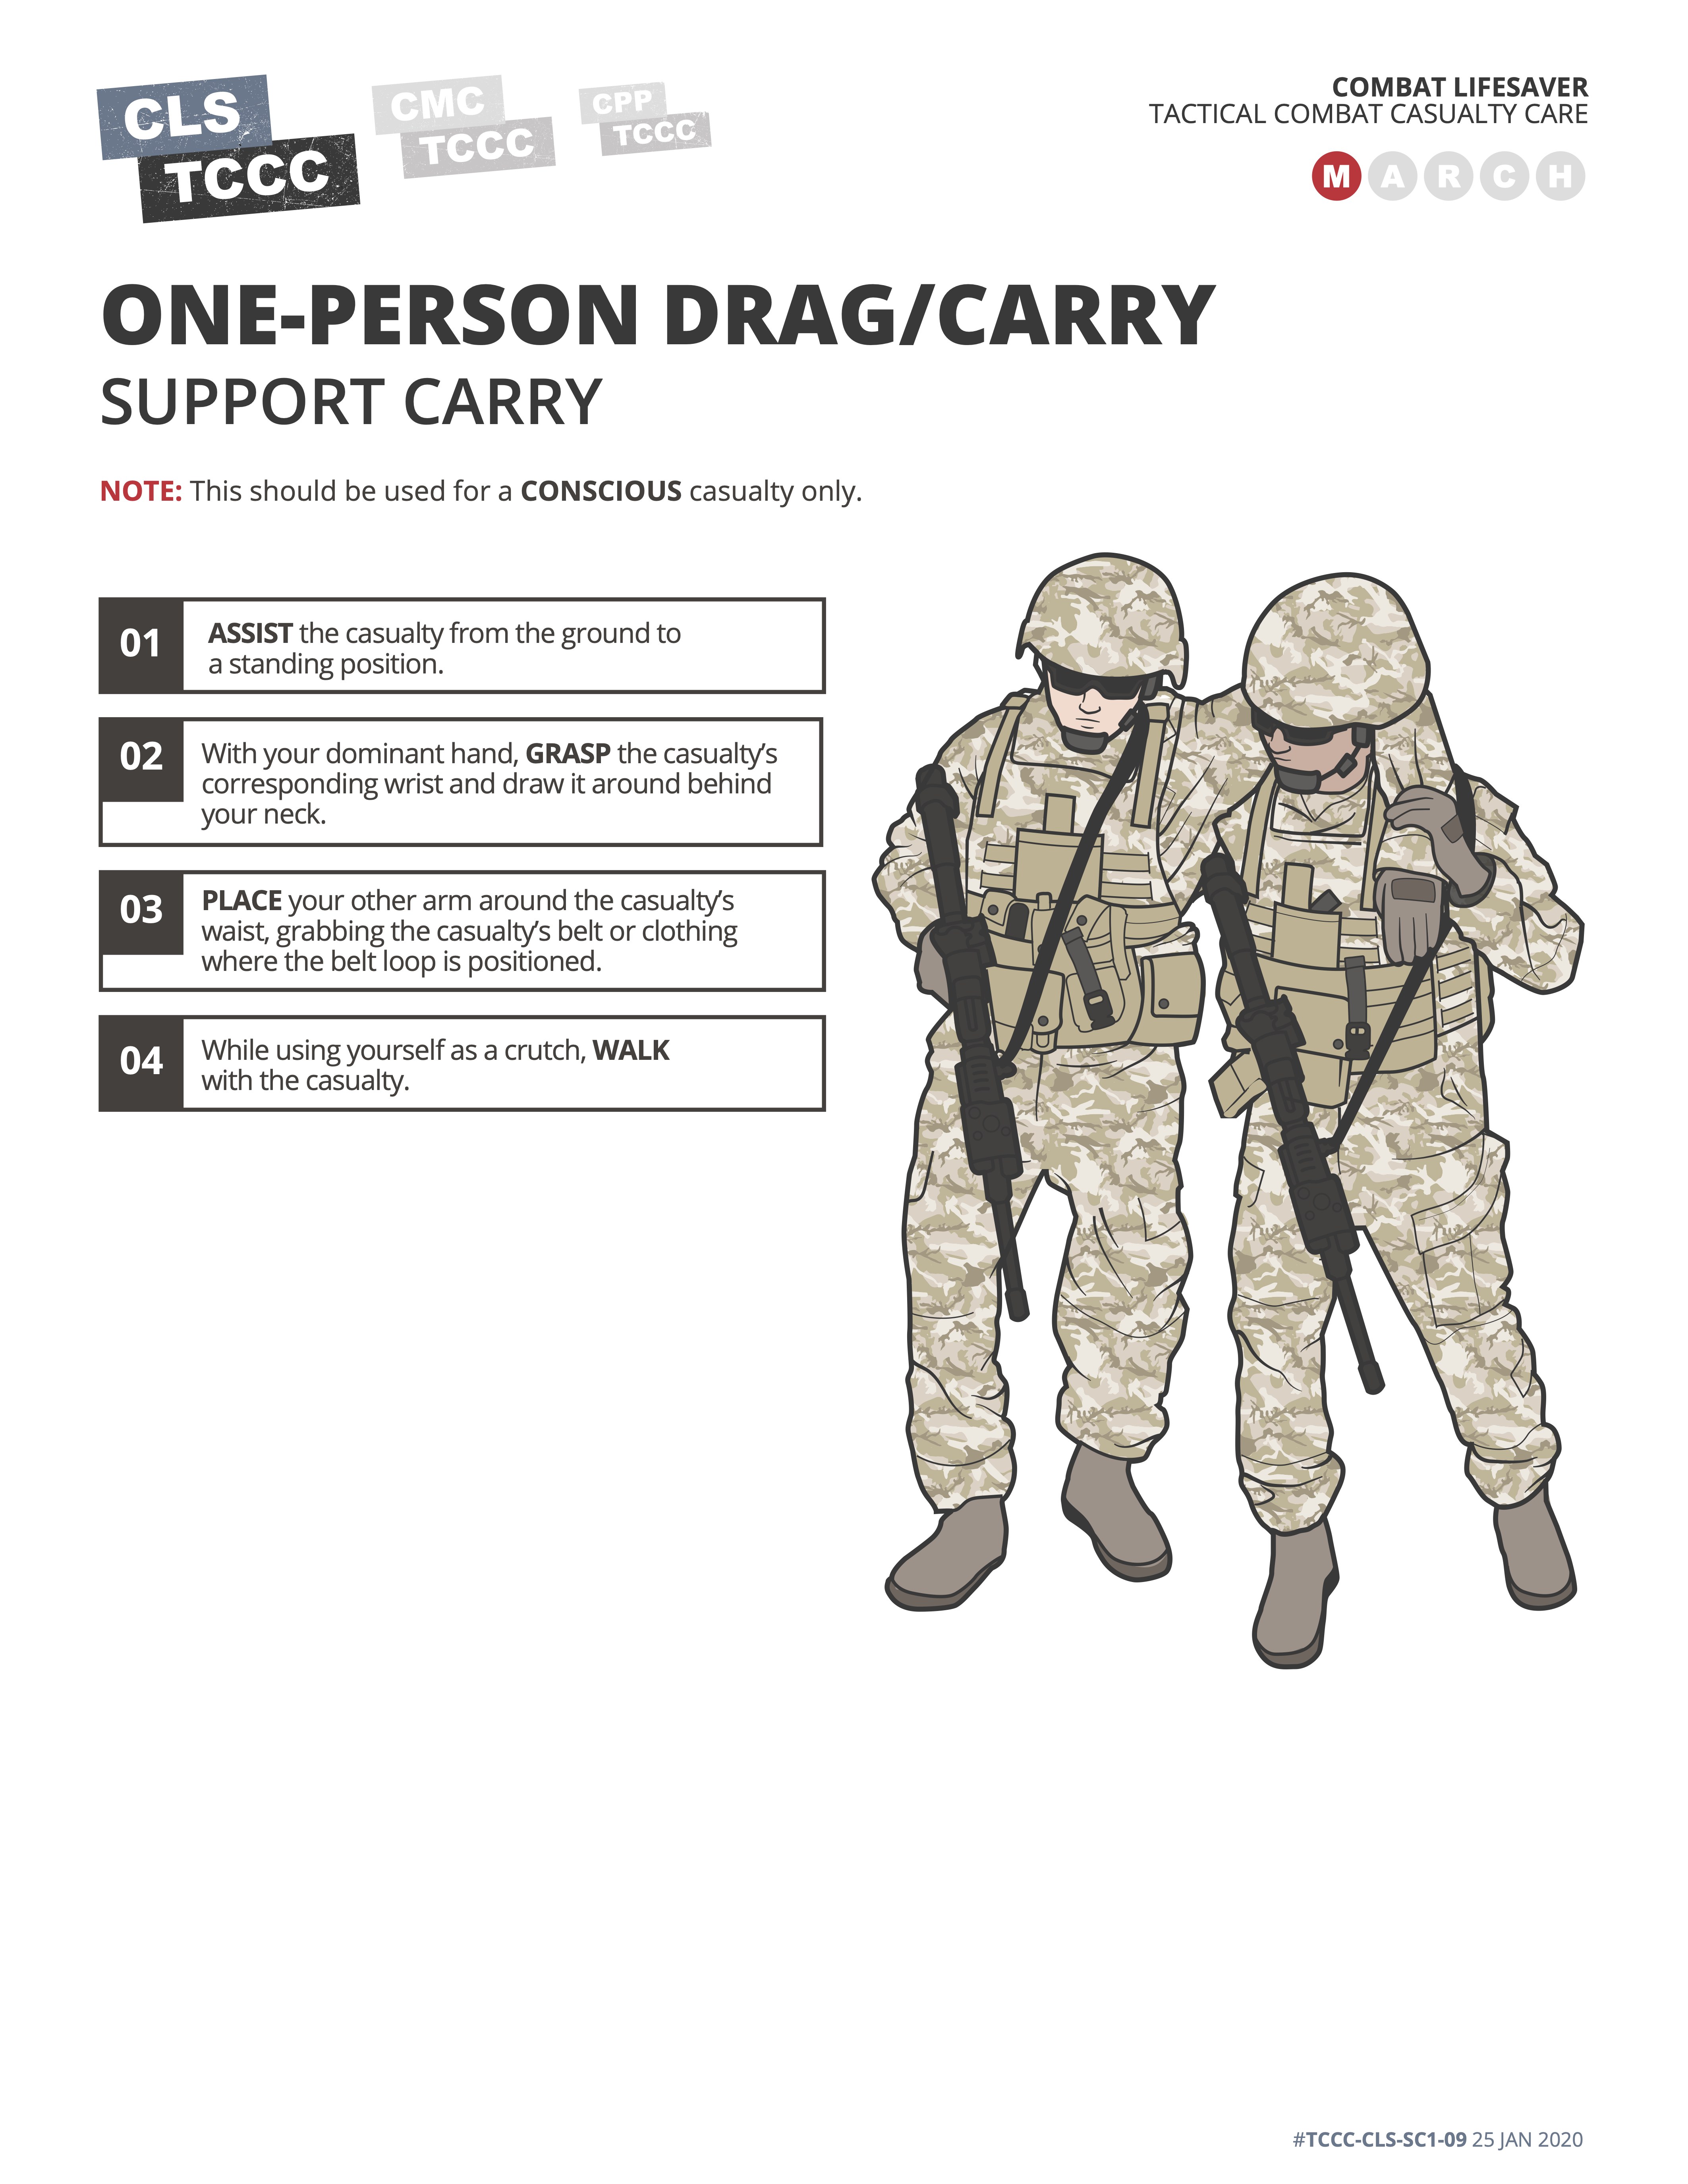 CLS
TCCC
CMC
TCCC
CPP
TCCC
COMBAT LIFESAVER
TACTICAL COMBAT CASUALTY CARE
M A R C H
ONE-PERSON DRAG/CARRY
SUPPORT CARRY
NOTE: This should be used for a CONSCIOUS casualty only.
01
ASSIST the casualty from the ground to
a standing position.
02
With your dominant hand, GRASP the casualty’s
corresponding wrist and draw it around behind
your neck.
03
PLACE your other arm around the casualty’s
waist, grabbing the casualty’s belt or clothing
where the belt loop is positioned.
04
While using yourself as a crutch, WALK
with the casualty.
#TCCC-CLS-SC1-09 25 JAN 2020